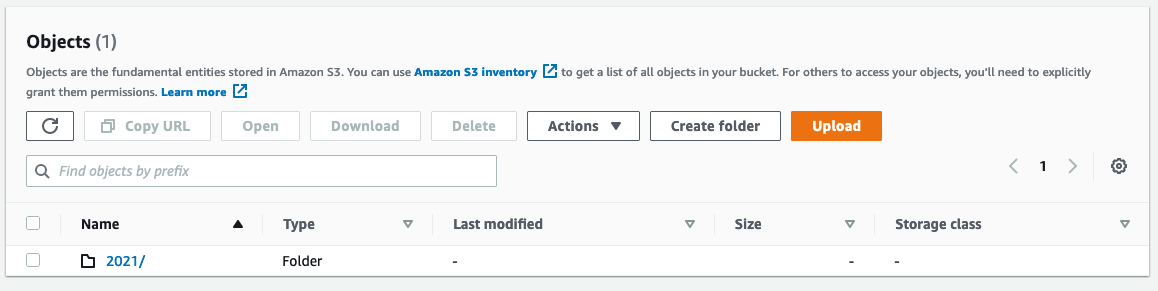 Objects (1)
Objects are the fundamental entities stored in Amazon S3. You can use Amazon S3 inventory to get a list of all objects in your bucket. For others to access your objects, you'll need to explicitly
grant them permissions. Learn more
Copy URL Open Download Delete Actions Create folder Upload
Find objects by prefix 1
Name Type Last modified Size Storage class
2021/ Folder - - -